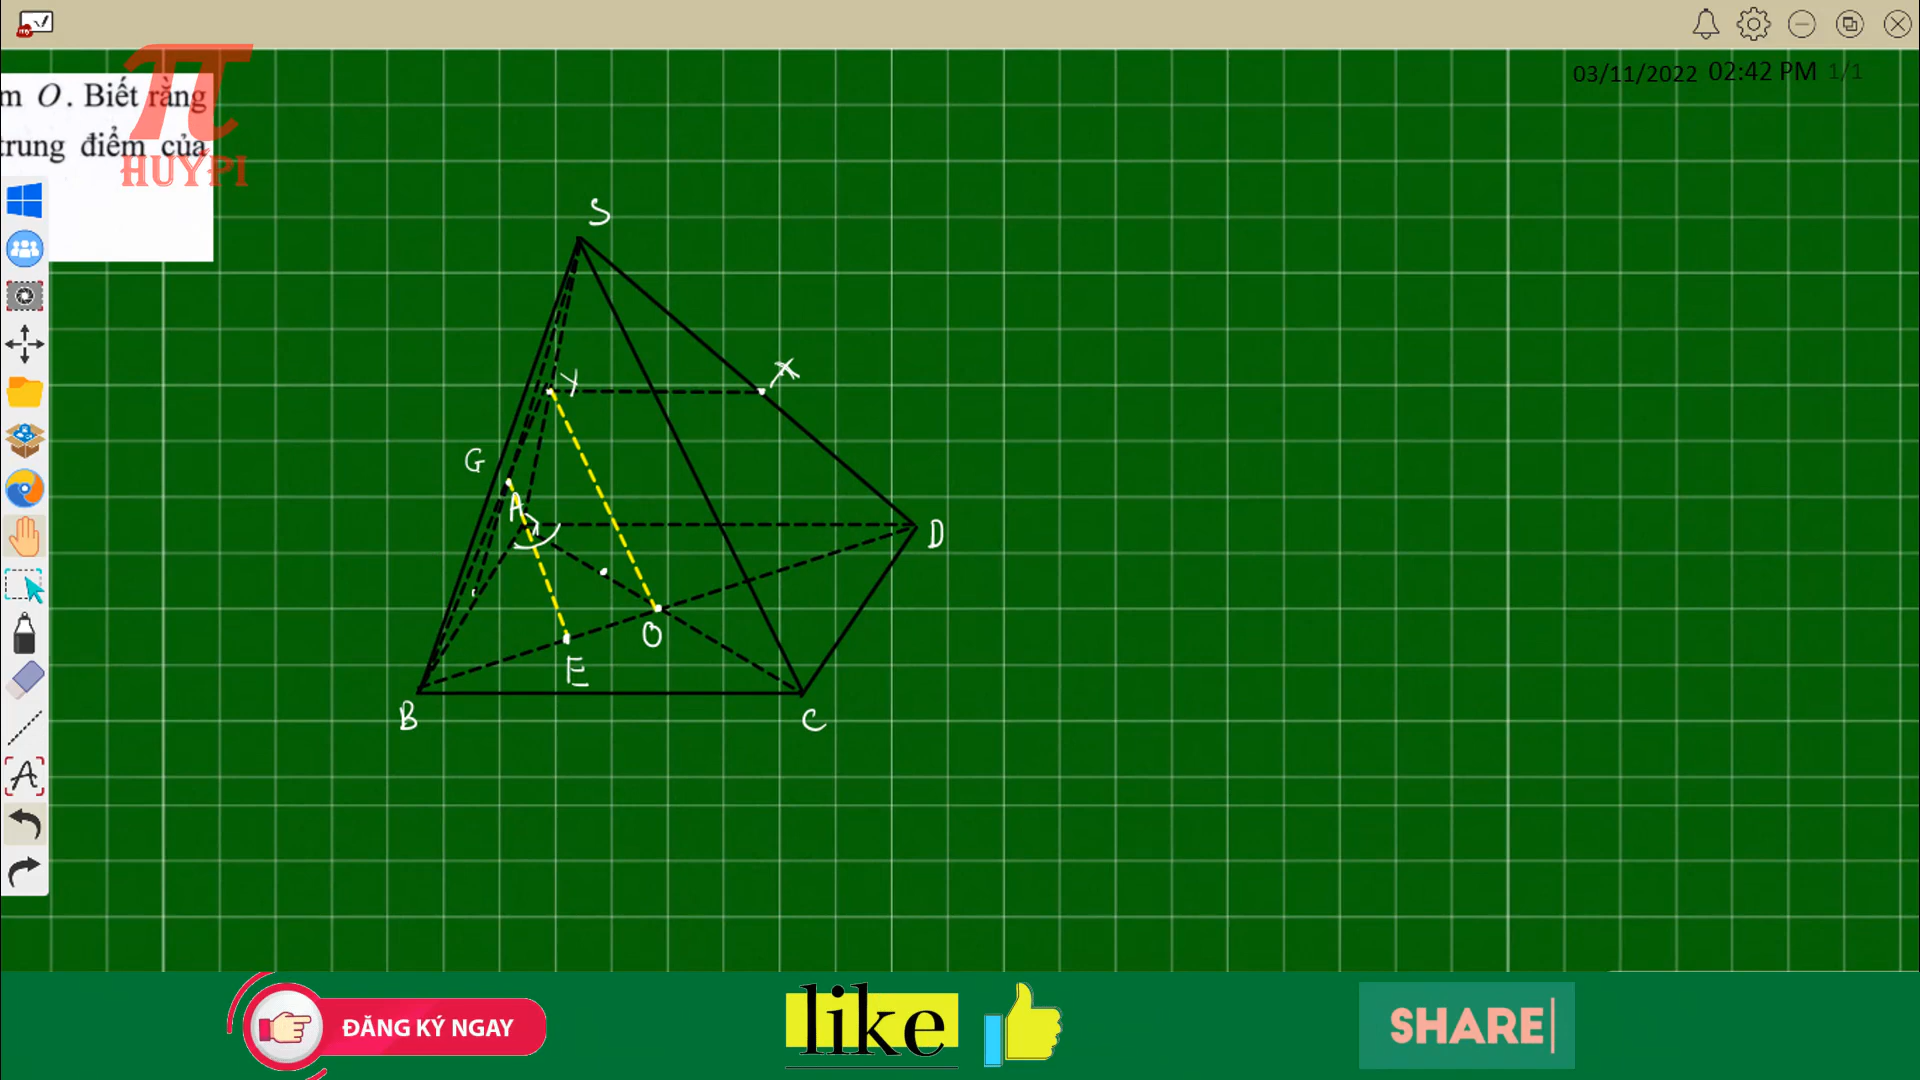 03/11/2022 02:42 PM 1/1
m O. Biết rằng
trung điểm của
π
HUYPI
S
Y
X
G
A
D
O
E
B
C
ĐĂNG KÝ NGAY
like
SHARE